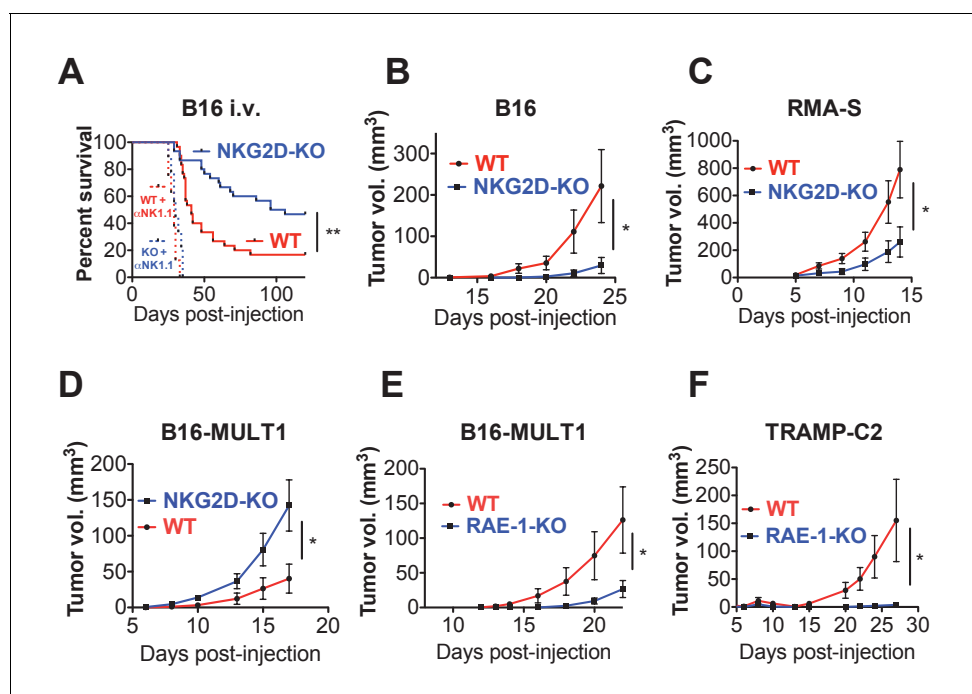 A
B16 i.v.
Percent survival
100
80
60
40
20
0
NKG2D-KO
WT +
αNK1.1
KO +
αNK1.1
WT
**
0
50
100
Days post-injection
B
B16
Tumor vol. (mm3)
300
200
100
0
WT
NKG2D-KO
*
15
20
25
Days post-injection
C
RMA-S
Tumor vol. (mm3)
1000
800
600
400
200
0
WT
NKG2D-KO
*
0
5
10
15
Days post-injection
D
B16-MULT1
Tumor vol. (mm3)
200
150
100
50
0
NKG2D-KO
WT
*
10
15
20
Days post-injection
E
B16-MULT1
Tumor vol. (mm3)
200
150
100
50
0
WT
RAE-1-KO
*
10
15
20
Days post-injection
F
TRAMP-C2
Tumor vol. (mm3)
250
200
150
100
50
0
WT
RAE-1-KO
*
5
10
15
20
25
30
Days post-injection